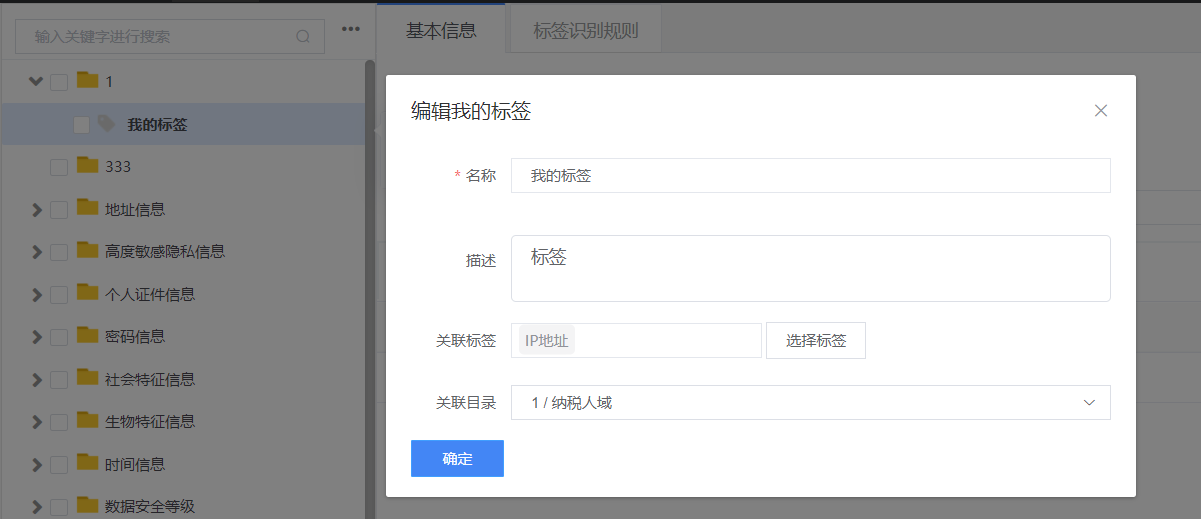 输入关键字进行搜索
•••
1
我的标签
333
地址信息
高度敏感隐私信息
个人证件信息
密码信息
社会特征信息
生物特征信息
时间信息
数据安全等级
基本信息
标签识别规则
编辑我的标签
* 名称
我的标签
描述
标签
关联标签
IP地址
选择标签
关联目录
1 / 纳税人域
确定